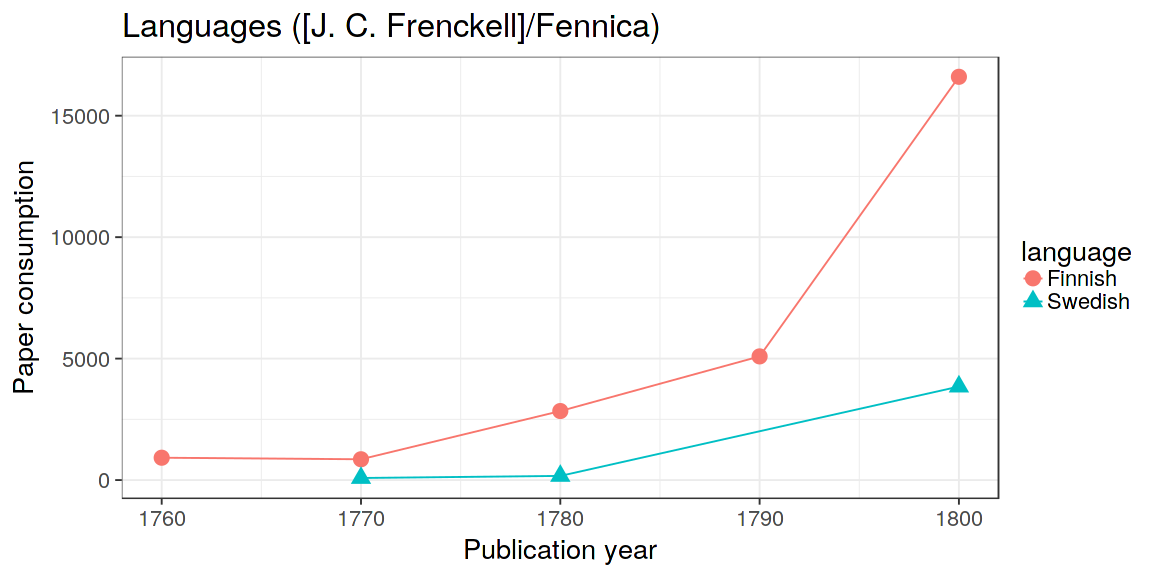 Languages ([J. C. Frenckell]/Fennica)
Paper consumption
15000
10000
5000
0
1760 1770 1780 1790 1800
Publication year
language
Finnish
Swedish